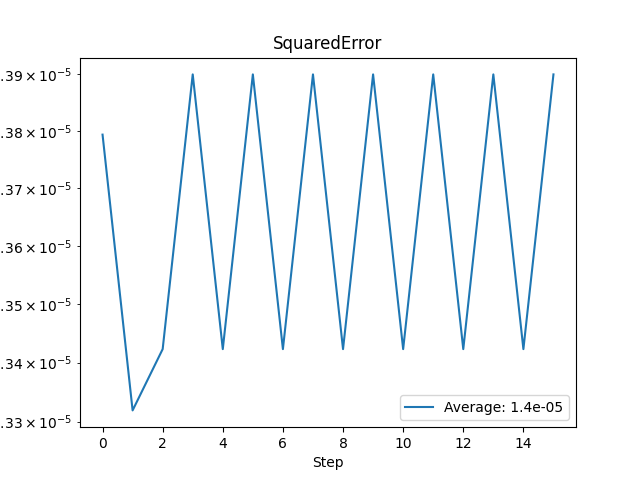 SquaredError
.39 × 10⁻⁵
.38 × 10⁻⁵
.37 × 10⁻⁵
.36 × 10⁻⁵
.35 × 10⁻⁵
.34 × 10⁻⁵
.33 × 10⁻⁵
Average: 1.4e-05
0 2 4 6 8 10 12 14
Step